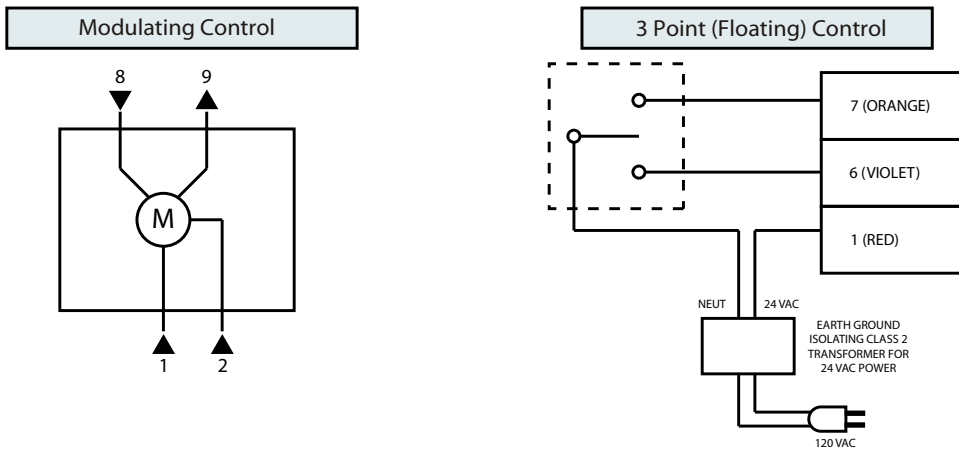 Modulating Control
8 9
M
1 2
3 Point (Floating) Control
7 (ORANGE)
6 (VIOLET)
1 (RED)
NEUT 24 VAC
EARTH GROUND
ISOLATING CLASS 2
TRANSFORMER FOR
24 VAC POWER
120 VAC